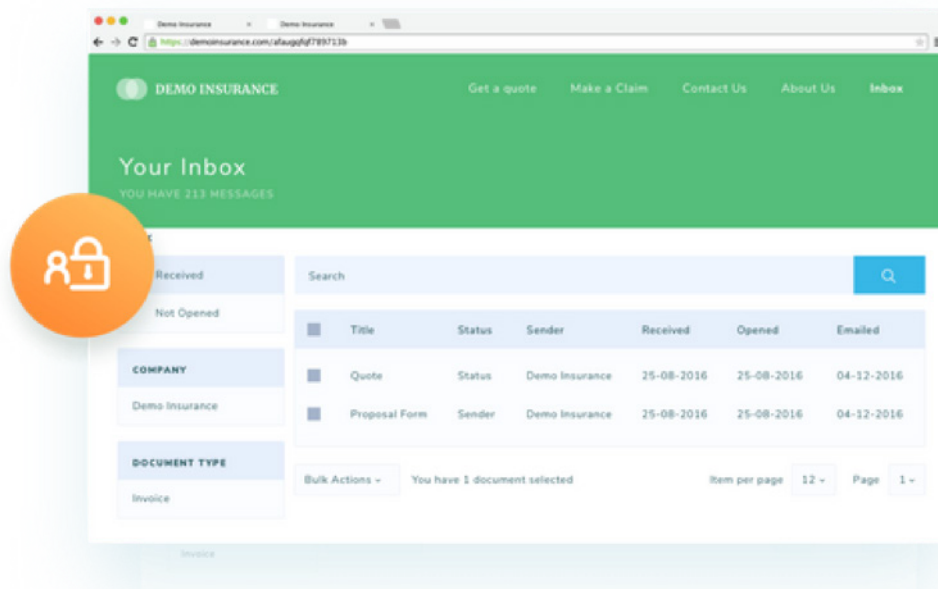 Demo Insurance
Demo Insurance
https://demoinsurance.com/
DEMO INSURANCE
Get a quote Make a Claim Contact Us About Us Inbox
Your Inbox
YOU HAVE 213 MESSAGES
Received
Not Opened
COMPANY
Demo Insurance
DOCUMENT TYPE
Invoice
Search
Title Status Sender Received Opened Emailed
Quote Status Demo Insurance 25-08-2016 25-08-2016 04-12-2016
Proposal Form Sender Demo Insurance 25-08-2016 25-08-2016 04-12-2016
Bulk Actions You have 1 document selected Item per page 12 Page 1
Invoice